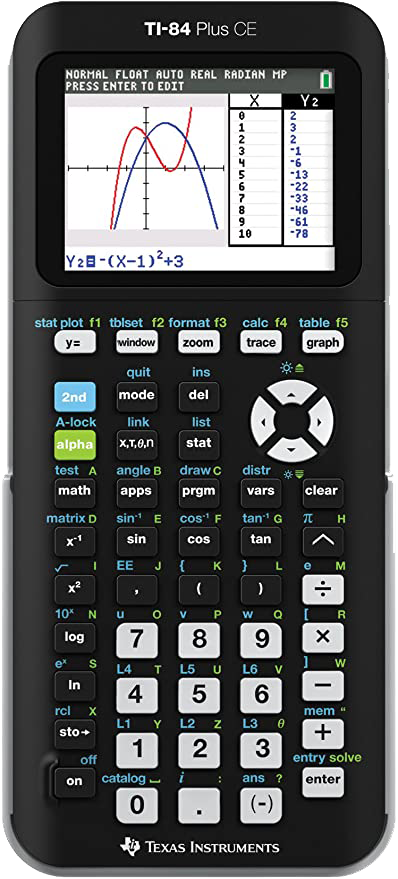 TI-84 Plus CE
NORMAL FLOAT AUTO REAL RADIAN MP
PRESS ENTER TO EDIT
X Y₂
0 2
1 3
2 2
3 -1
4 -6
5 -13
6 -22
7 -33
8 -46
9 -61
10 -78
Y₂=-(X-1)²+3
stat plot f1 tblset f2 format f3 calc f4 table f5
y= window zoom trace graph
quit ins
2nd mode del
A-lock link list
alpha X,T,θ,n stat
test A angle B draw C distr
math apps prgm vars clear
matrix D sin⁻¹ E cos⁻¹ F tan⁻¹ G π H
x⁻¹ sin cos tan ^
√ I EE J { K } L e M
x² , ( ) ÷
10ˣ N u O v P w Q [ R
log 7 8 9 ×
eˣ S L4 T L5 U L6 V ] W
ln 4 5 6 −
rcl X L1 Y L2 Z L3 θ mem "
sto→ 1 2 3 +
off catalog ⎵ i : ans ? entry solve
on 0 . (-) enter
TEXAS INSTRUMENTS